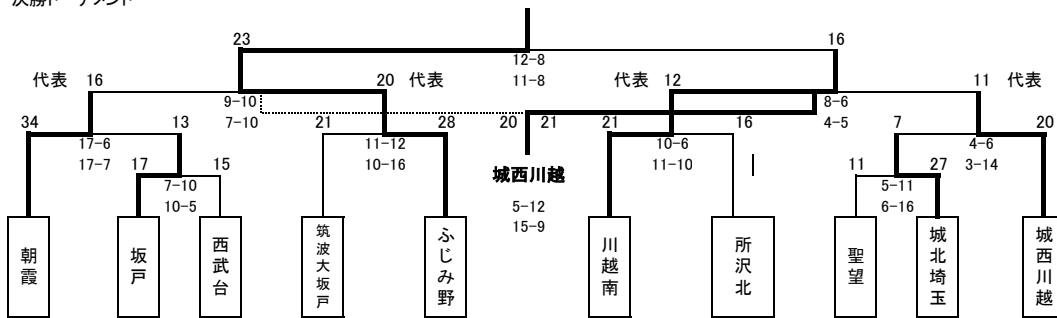 決勝トーナメント
23
16
12-8
11-8
代表
16
20
代表
代表
12
11
代表
9-10
7-10
8-6
4-5
34
13
21
28
20
21
21
16
7
20
17-6
17-7
11-12
10-16
10-6
11-10
4-6
3-14
17
15
城西川越
11
27
7-10
10-5
5-12
15-9
5-11
6-16
朝霞
坂戸
西武台
筑波大坂戸
ふじみ野
川越南
所沢北
聖望
城北埼玉
城西川越